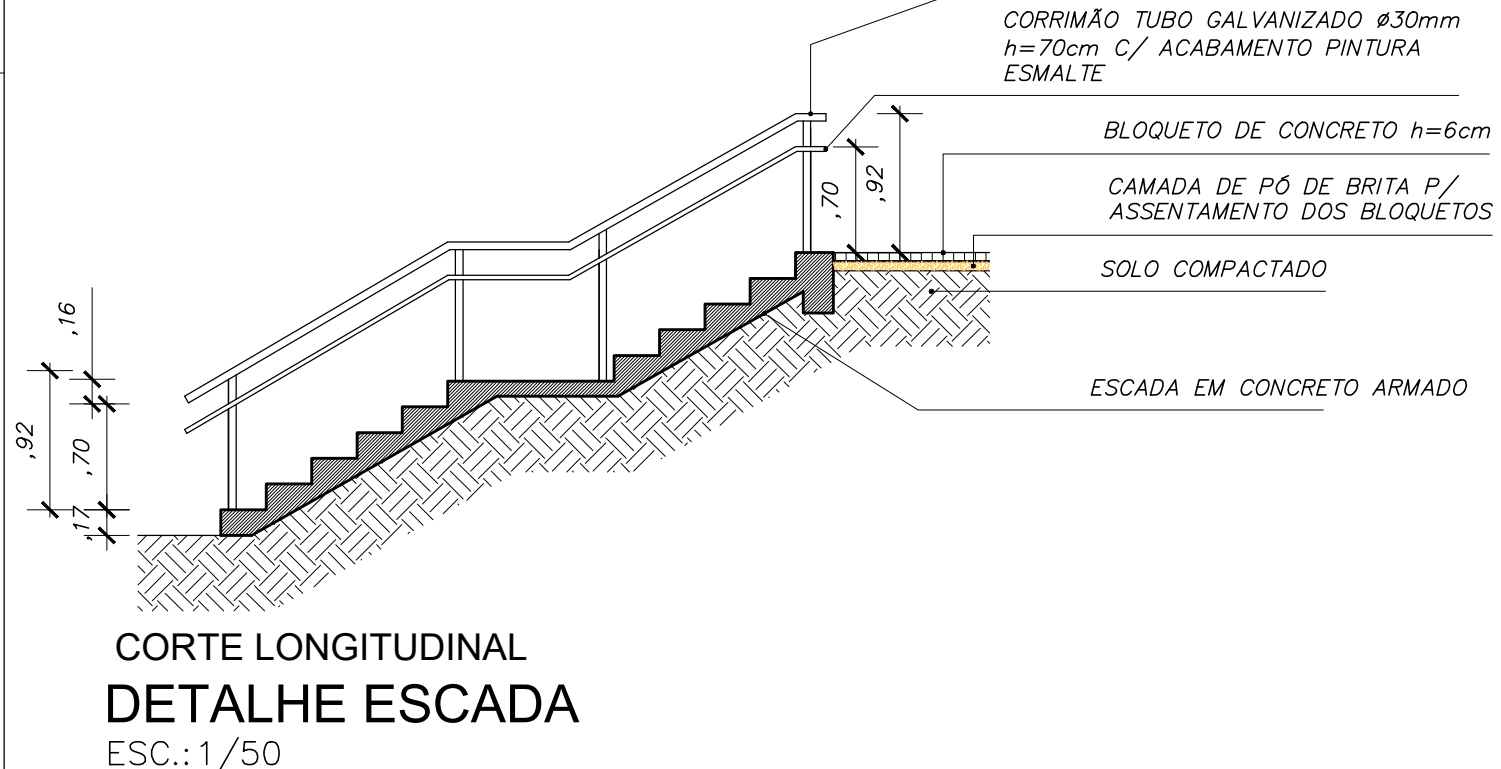 CORRIMÃO TUBO GALVANIZADO ø30mm
h=70cm C/ ACABAMENTO PINTURA
ESMALTE
BLOQUETO DE CONCRETO h=6cm
CAMADA DE PÓ DE BRITA P/
ASSENTAMENTO DOS BLOQUETOS
SOLO COMPACTADO
ESCADA EM CONCRETO ARMADO
,70
,92
,16
,92
,70
,17
CORTE LONGITUDINAL
DETALHE ESCADA
ESC.: 1/50